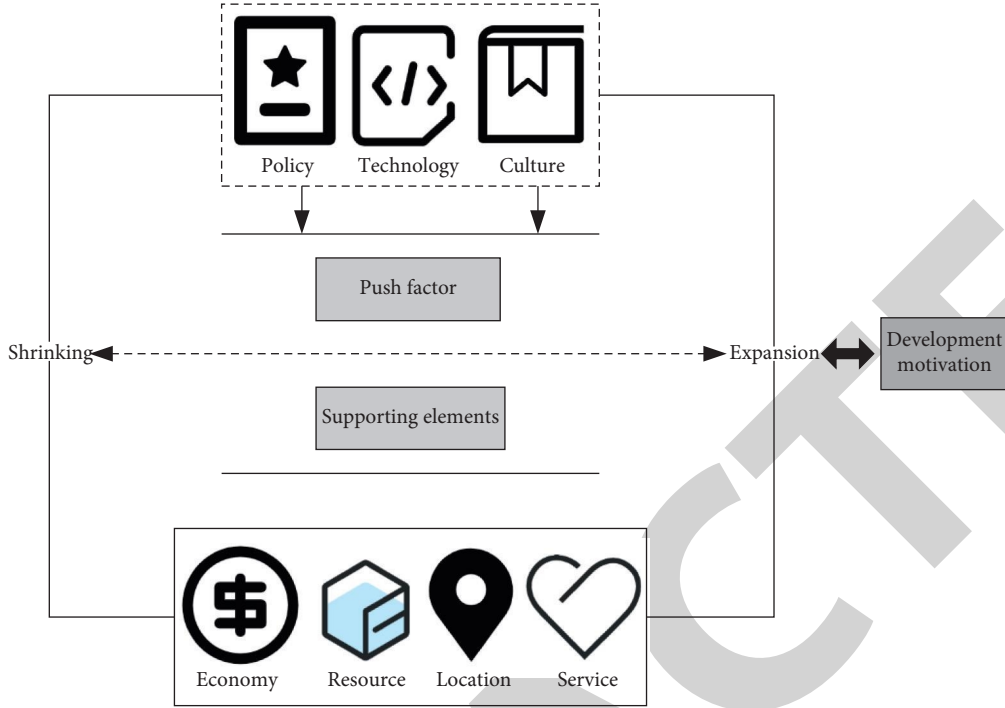 Policy
Technology
Culture
Push factor
Shrinking
Expansion
Development
motivation
Supporting elements
Economy
Resource
Location
Service